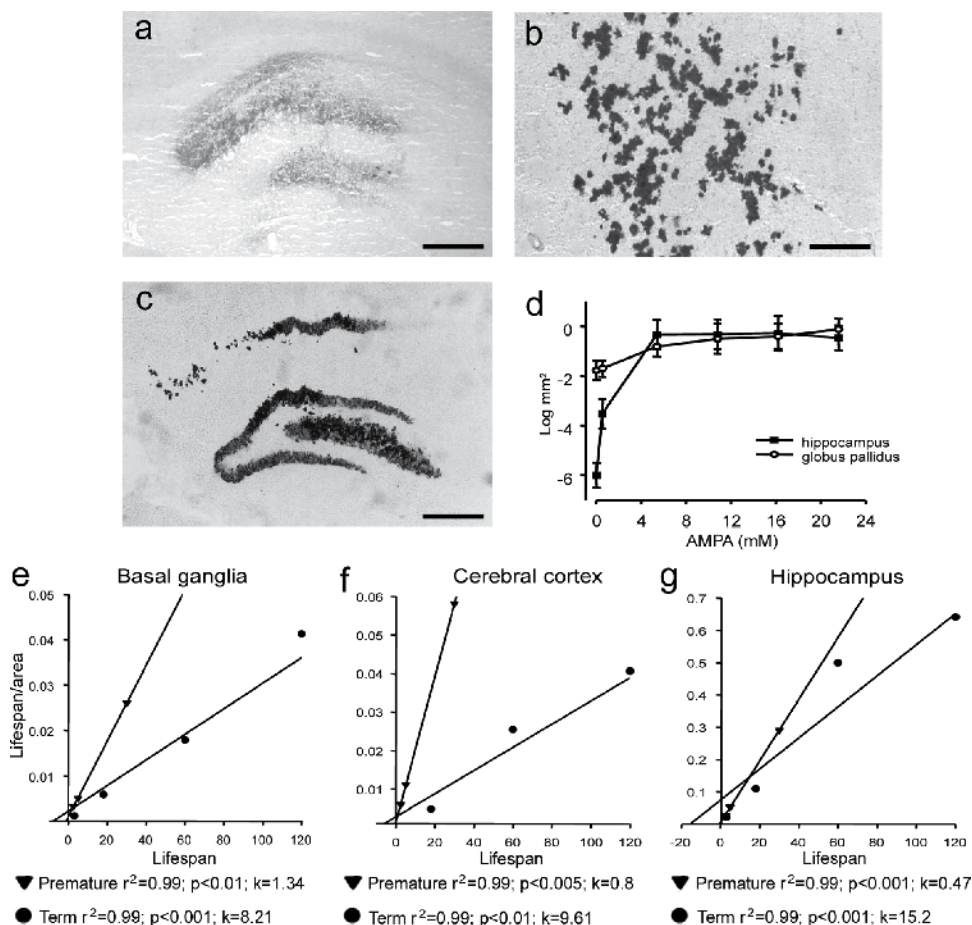 a
b
c
d
0
-2
-4
-6
Log mm²
hippocampus
globus pallidus
0 4 8 12 16 20 24
AMPA (mM)
e Basal ganglia
0.05
0.04
0.03
0.02
0.01
Lifespan/area
0 20 40 60 80 100 120
Lifespan
▼ Premature r²=0.99; p<0.01; k=1.34
● Term r²=0.99; p<0.001; k=8.21
f Cerebral cortex
0.06
0.05
0.04
0.03
0.02
0.01
0 20 40 60 80 100 120
Lifespan
▼ Premature r²=0.99; p<0.005; k=0.8
● Term r²=0.99; p<0.01; k=9.61
g Hippocampus
0.7
0.6
0.5
0.4
0.3
0.2
0.1
-20 0 20 40 60 80 100 120
Lifespan
▼ Premature r²=0.99; p<0.001; k=0.47
● Term r²=0.99; p<0.001; k=15.2